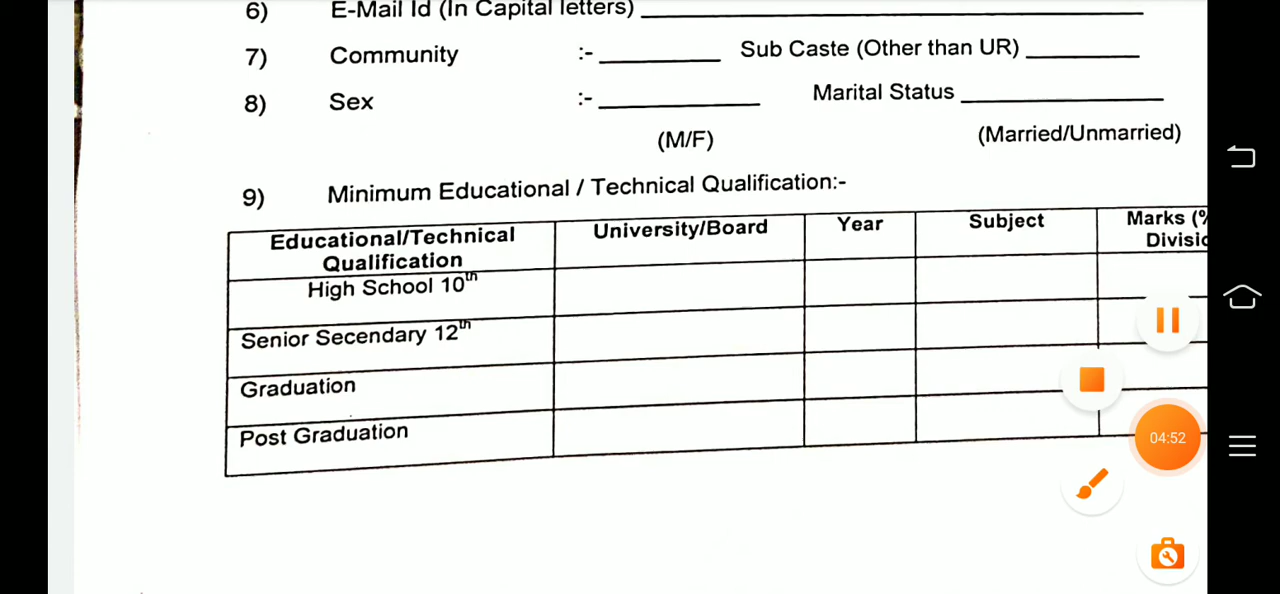 6) E-Mail Id (In Capital letters)
7) Community :- Sub Caste (Other than UR)
8) Sex :- Marital Status
(M/F) (Married/Unmarried)
9) Minimum Educational / Technical Qualification:-
Educational/Technical Qualification University/Board Year Subject Marks (%
High School 10th
Senior Secendary 12th
Graduation
Post Graduation
04:52